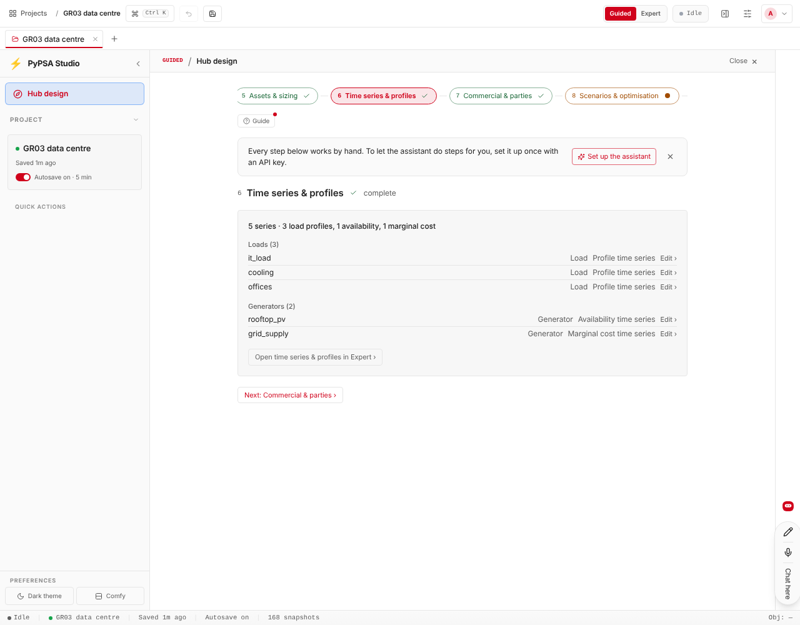 Projects / GR03 data centre ⌘ Ctrl K Guided Expert Idle A
GR03 data centre × +
PyPSA Studio
Hub design
PROJECT
GR03 data centre
Saved 1m ago
Autosave on · 5 min
QUICK ACTIONS
PREFERENCES
Dark theme Comfy
GUIDED / Hub design Close ×
5 Assets & sizing ✓ 6 Time series & profiles ✓ 7 Commercial & parties ✓ 8 Scenarios & optimisation
Guide
Every step below works by hand. To let the assistant do steps for you, set it up once with
an API key.
Set up the assistant ×
6 Time series & profiles ✓ complete
5 series · 3 load profiles, 1 availability, 1 marginal cost
Loads (3)
it_load Load Profile time series Edit ›
cooling Load Profile time series Edit ›
offices Load Profile time series Edit ›
Generators (2)
rooftop_pv Generator Availability time series Edit ›
grid_supply Generator Marginal cost time series Edit ›
Open time series & profiles in Expert ›
Next: Commercial & parties ›
Chat here
Idle GR03 data centre Saved 1m ago Autosave on 168 snapshots Obj: —